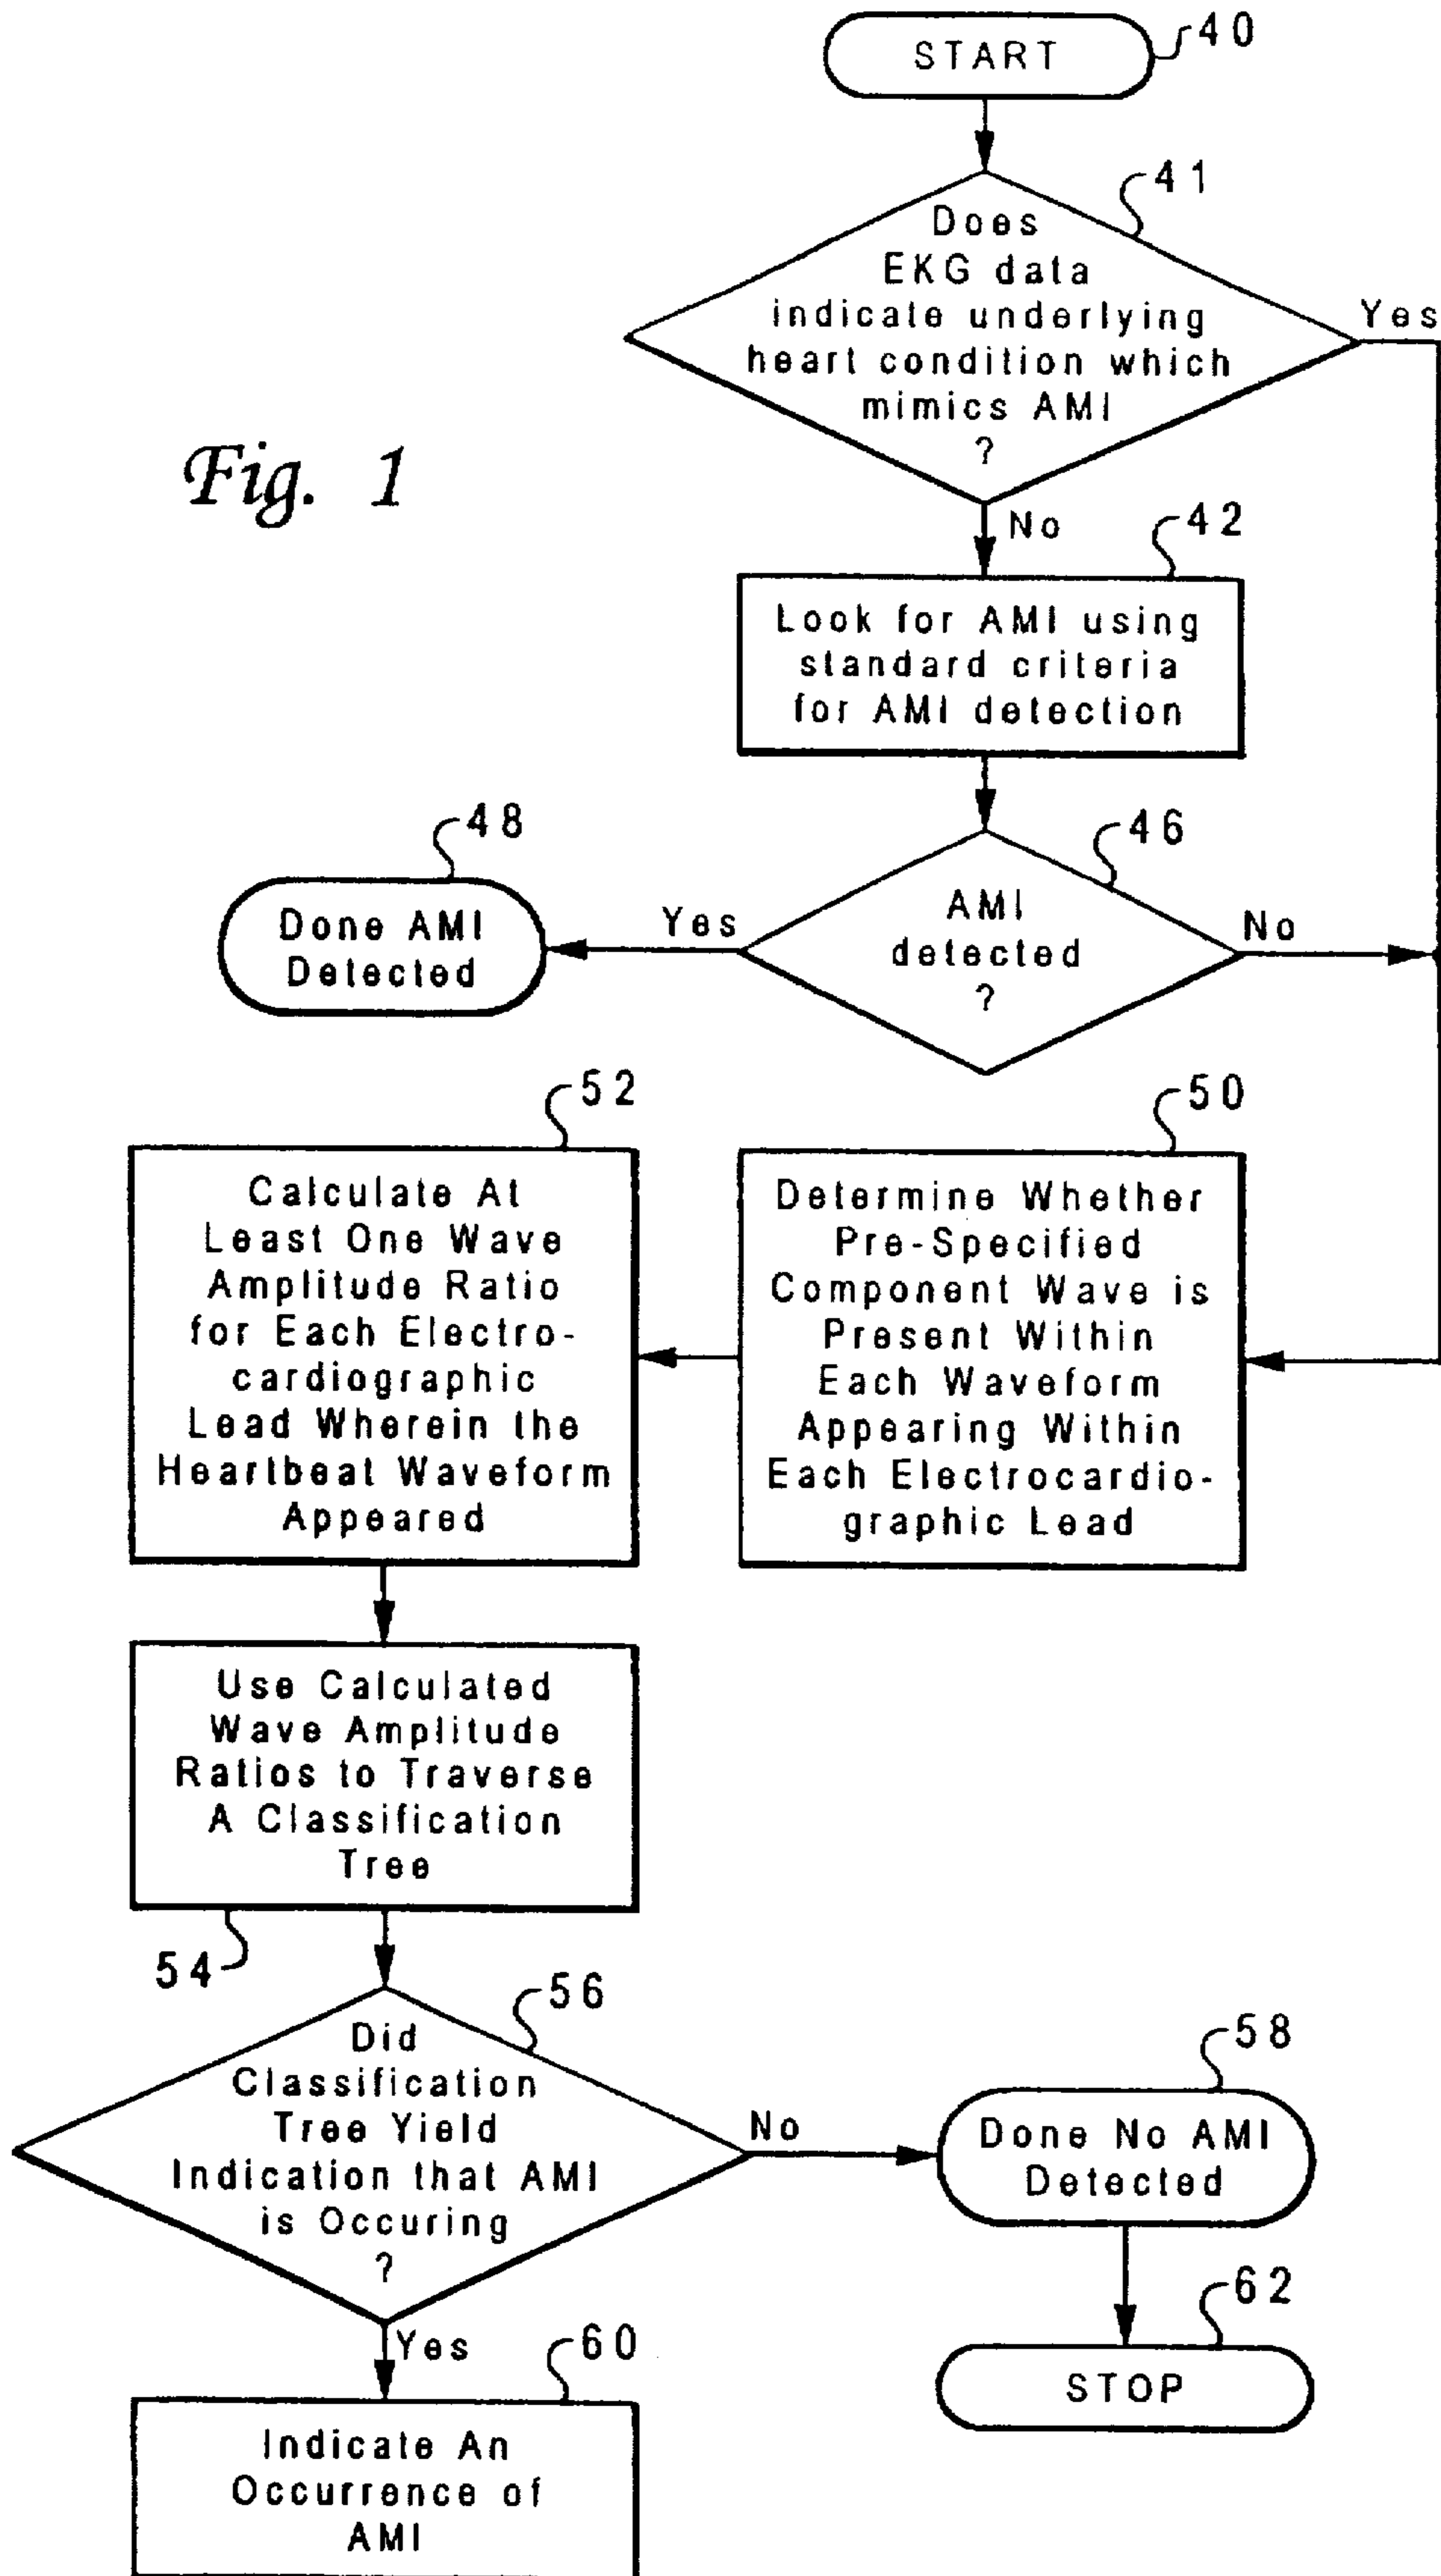 START
40
41
Does
EKG data
indicate underlying
heart condition which
mimics AMI
?
Yes
Fig. 1
No
42
Look for AMI using
standard criteria
for AMI detection
48
46
Done AMI
Detected
Yes
AMI
detected
?
No
52
50
Calculate At
Least One Wave
Amplitude Ratio
for Each Electro-
cardiographic
Lead Wherein the
Heartbeat Waveform
Appeared
Determine Whether
Pre-Specified
Component Wave is
Present Within
Each Waveform
Appearing Within
Each Electrocardio-
graphic Lead
Use Calculated
Wave Amplitude
Ratios to Traverse
A Classification
Tree
54
56
Did
Classification
Tree Yield
Indication that AMI
is Occuring
?
No
58
Done No AMI
Detected
Yes
60
62
STOP
Indicate An
Occurrence of
AMI